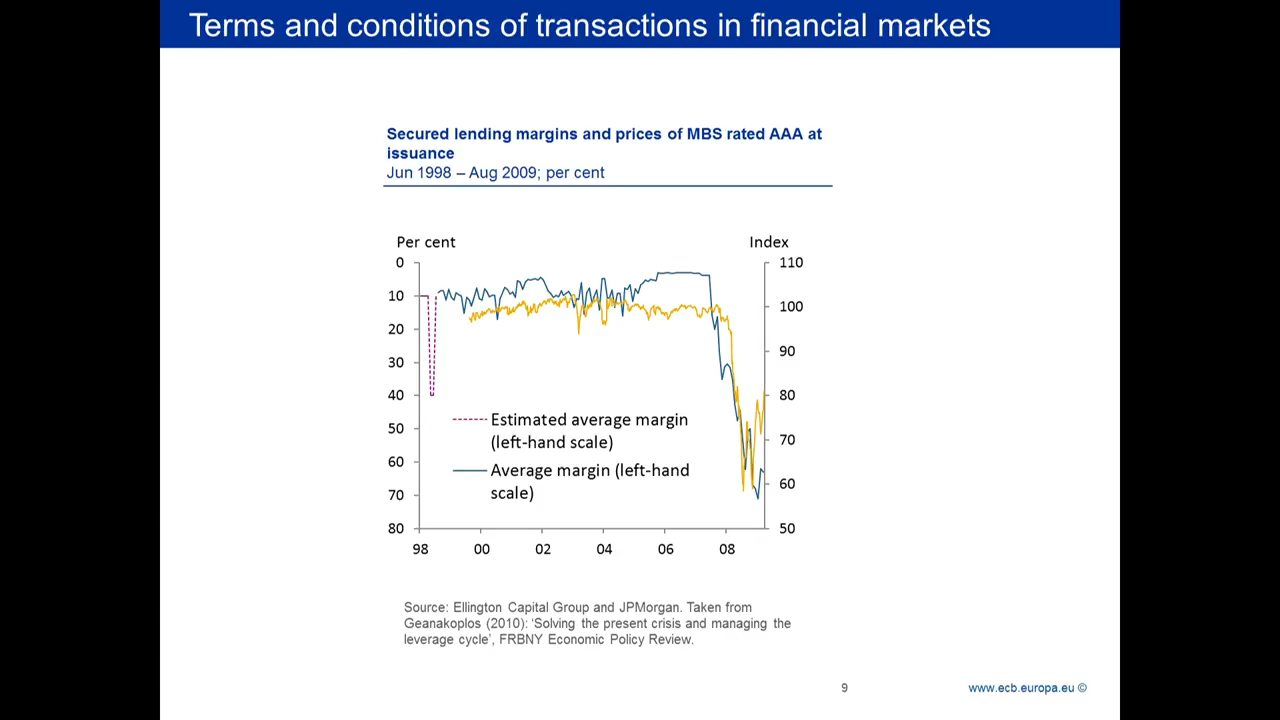 Terms and conditions of transactions in financial markets
Secured lending margins and prices of MBS rated AAA at
issuance
Jun 1998 – Aug 2009; per cent
Per cent
Index
0
10
20
30
40
50
60
70
80
110
100
90
80
70
60
50
Estimated average margin
(left-hand scale)
Average margin (left-hand
scale)
98 00 02 04 06 08
Source: Ellington Capital Group and JPMorgan. Taken from
Geanakoplos (2010): ‘Solving the present crisis and managing the
leverage cycle’, FRBNY Economic Policy Review.
9
www.ecb.europa.eu ©